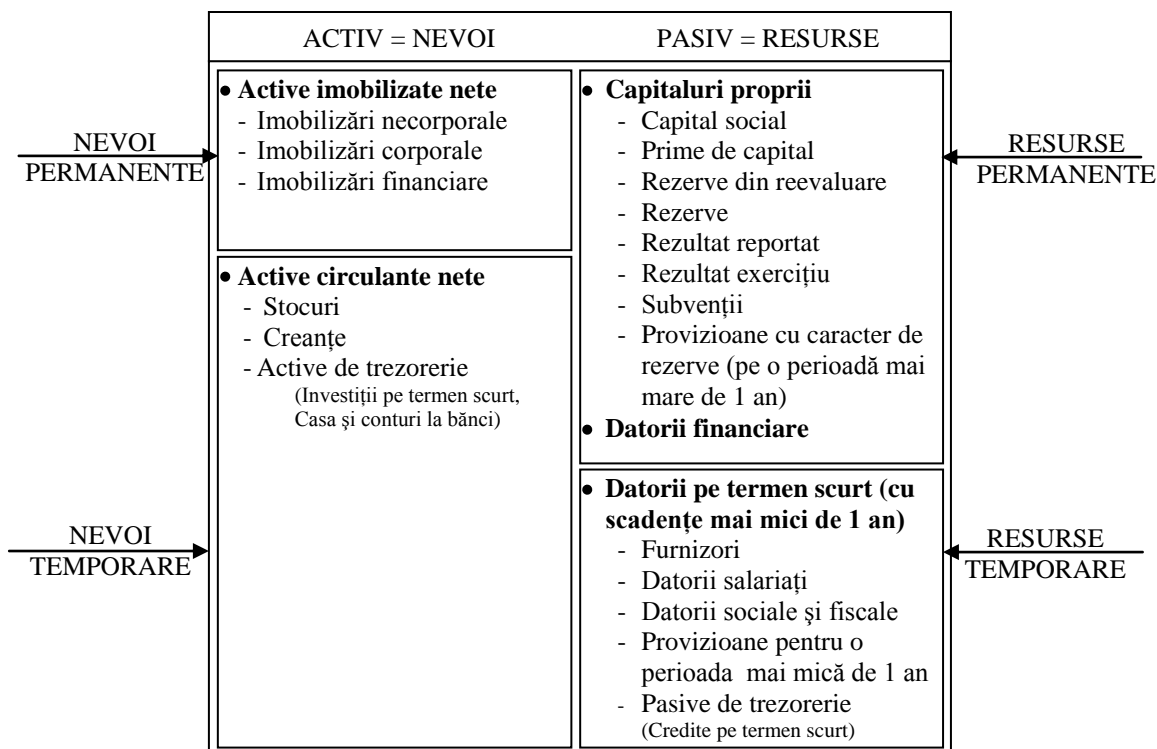 ACTIV = NEVOI
PASIV = RESURSE
NEVOI
PERMANENTE
• Active imobilizate nete
- Imobilizări necorporale
- Imobilizări corporale
- Imobilizări financiare
• Active circulante nete
- Stocuri
- Creanțe
- Active de trezorerie
(Investiții pe termen scurt,
Casa şi conturi la bănci)
NEVOI
TEMPORARE
• Capitaluri proprii
- Capital social
- Prime de capital
- Rezerve din reevaluare
- Rezerve
- Rezultat reportat
- Rezultat exercițiu
- Subvenții
- Provizioane cu caracter de
rezerve (pe o perioadă mai
mare de 1 an)
• Datorii financiare
RESURSE
PERMANENTE
• Datorii pe termen scurt (cu
scadențe mai mici de 1 an)
- Furnizori
- Datorii salariați
- Datorii sociale şi fiscale
- Provizioane pentru o
perioada mai mică de 1 an
- Pasive de trezorerie
(Credite pe termen scurt)
RESURSE
TEMPORARE